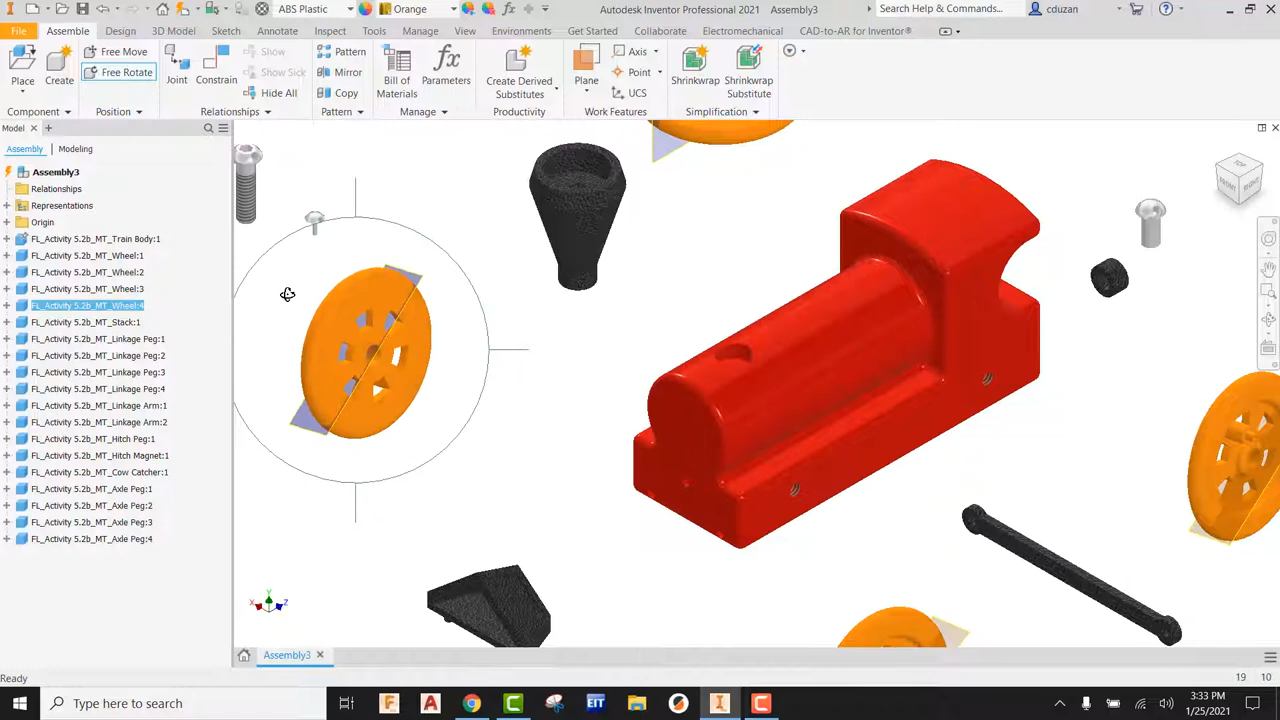 ABS Plastic
Orange
Autodesk Inventor Professional 2021
Assembly3
Search Help & Commands...
cduzan
File
Assemble
Design
3D Model
Sketch
Annotate
Inspect
Tools
Manage
View
Environments
Get Started
Collaborate
Electromechanical
CAD-to-AR for Inventor®
Place
Create
Free Move
Free Rotate
Joint
Constrain
Show
Show Sick
Hide All
Pattern
Mirror
Copy
Bill of Materials
fx
Parameters
Create Derived Substitutes
Plane
Axis
Point
UCS
Shrinkwrap
Shrinkwrap Substitute
Component
Position
Relationships
Pattern
Manage
Productivity
Work Features
Simplification
Model
Assembly
Modeling
Assembly3
Relationships
Representations
Origin
FL_Activity 5.2b_MT_Train Body:1
FL_Activity 5.2b_MT_Wheel:1
FL_Activity 5.2b_MT_Wheel:2
FL_Activity 5.2b_MT_Wheel:3
FL_Activity 5.2b_MT_Wheel:4
FL_Activity 5.2b_MT_Stack:1
FL_Activity 5.2b_MT_Linkage Peg:1
FL_Activity 5.2b_MT_Linkage Peg:2
FL_Activity 5.2b_MT_Linkage Peg:3
FL_Activity 5.2b_MT_Linkage Peg:4
FL_Activity 5.2b_MT_Linkage Arm:1
FL_Activity 5.2b_MT_Linkage Arm:2
FL_Activity 5.2b_MT_Hitch Peg:1
FL_Activity 5.2b_MT_Hitch Magnet:1
FL_Activity 5.2b_MT_Cow Catcher:1
FL_Activity 5.2b_MT_Axle Peg:1
FL_Activity 5.2b_MT_Axle Peg:2
FL_Activity 5.2b_MT_Axle Peg:3
FL_Activity 5.2b_MT_Axle Peg:4
TOP
FRONT
RIGHT
X
Y
Z
Assembly3
Ready
19
10
Type here to search
EIT
3:33 PM
1/25/2021